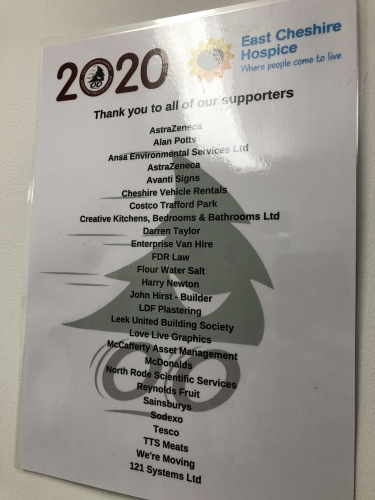 2020
East Cheshire
Hospice
Where people come to live
Thank you to all of our supporters
AstraZeneca
Alan Potts
Ansa Environmental Services Ltd
AstraZeneca
Avanti Signs
Cheshire Vehicle Rentals
Costco Trafford Park
Creative Kitchens, Bedrooms & Bathrooms Ltd
Darren Taylor
Enterprise Van Hire
FDR Law
Flour Water Salt
Harry Newton
John Hirst - Builder
LDF Plastering
Leek United Building Society
Love Live Graphics
McCafferty Asset Management
McDonalds
North Rode Scientific Services
Reynolds Fruit
Sainsburys
Sodexo
Tesco
TTS Meats
We're Moving
121 Systems Ltd